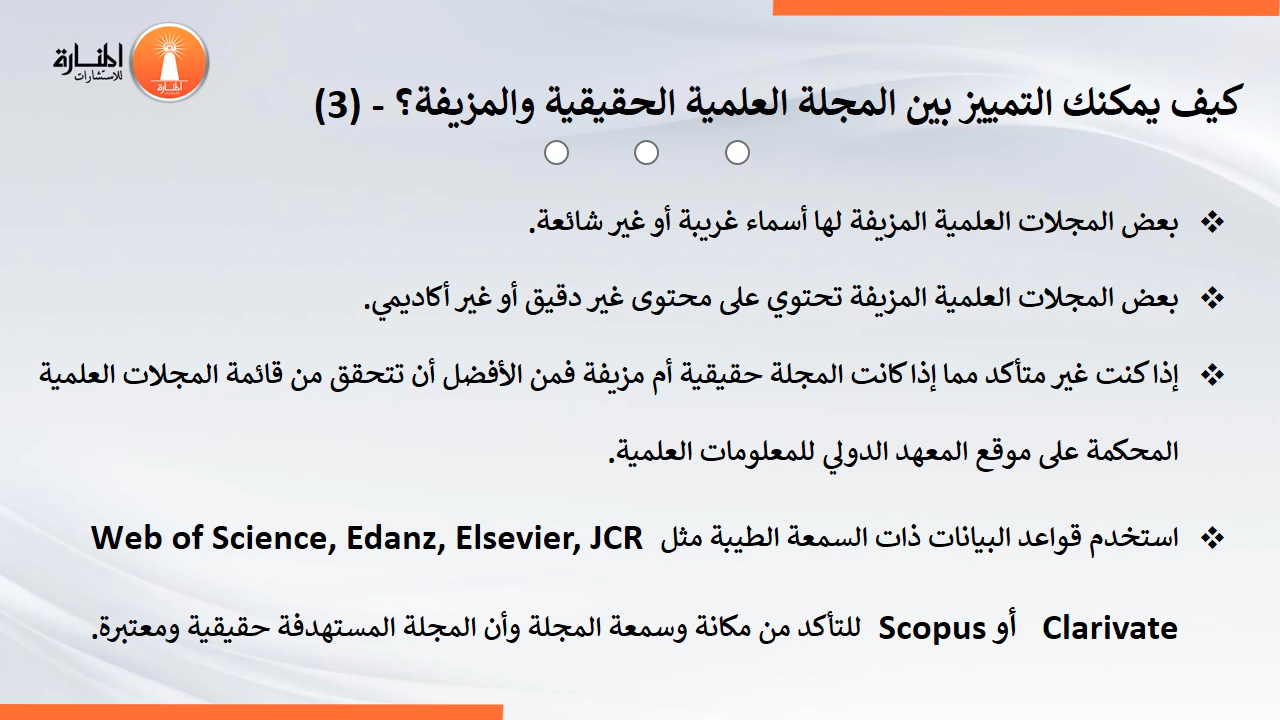 المنارة
للاستشارات
المنارة
كيف يمكنك التمييز بين المجلة العلمية الحقيقية والمزيفة؟ - (3)
بعض المجلات العلمية المزيفة لها أسماء غريبة أو غير شائعة.
بعض المجلات العلمية المزيفة تحتوي على محتوى غير دقيق أو غير أكاديمي.
إذا كنت غير متأكد مما إذا كانت المجلة حقيقية أم مزيفة فمن الأفضل أن تتحقق من قائمة المجلات العلمية
المحكمة على موقع المعهد الدولي للمعلومات العلمية.
استخدم قواعد البيانات ذات السمعة الطيبة مثل Web of Science, Edanz, Elsevier, JCR
Clarivate أو Scopus للتأكد من مكانة وسمعة المجلة وأن المجلة المستهدفة حقيقية ومعتبرة.